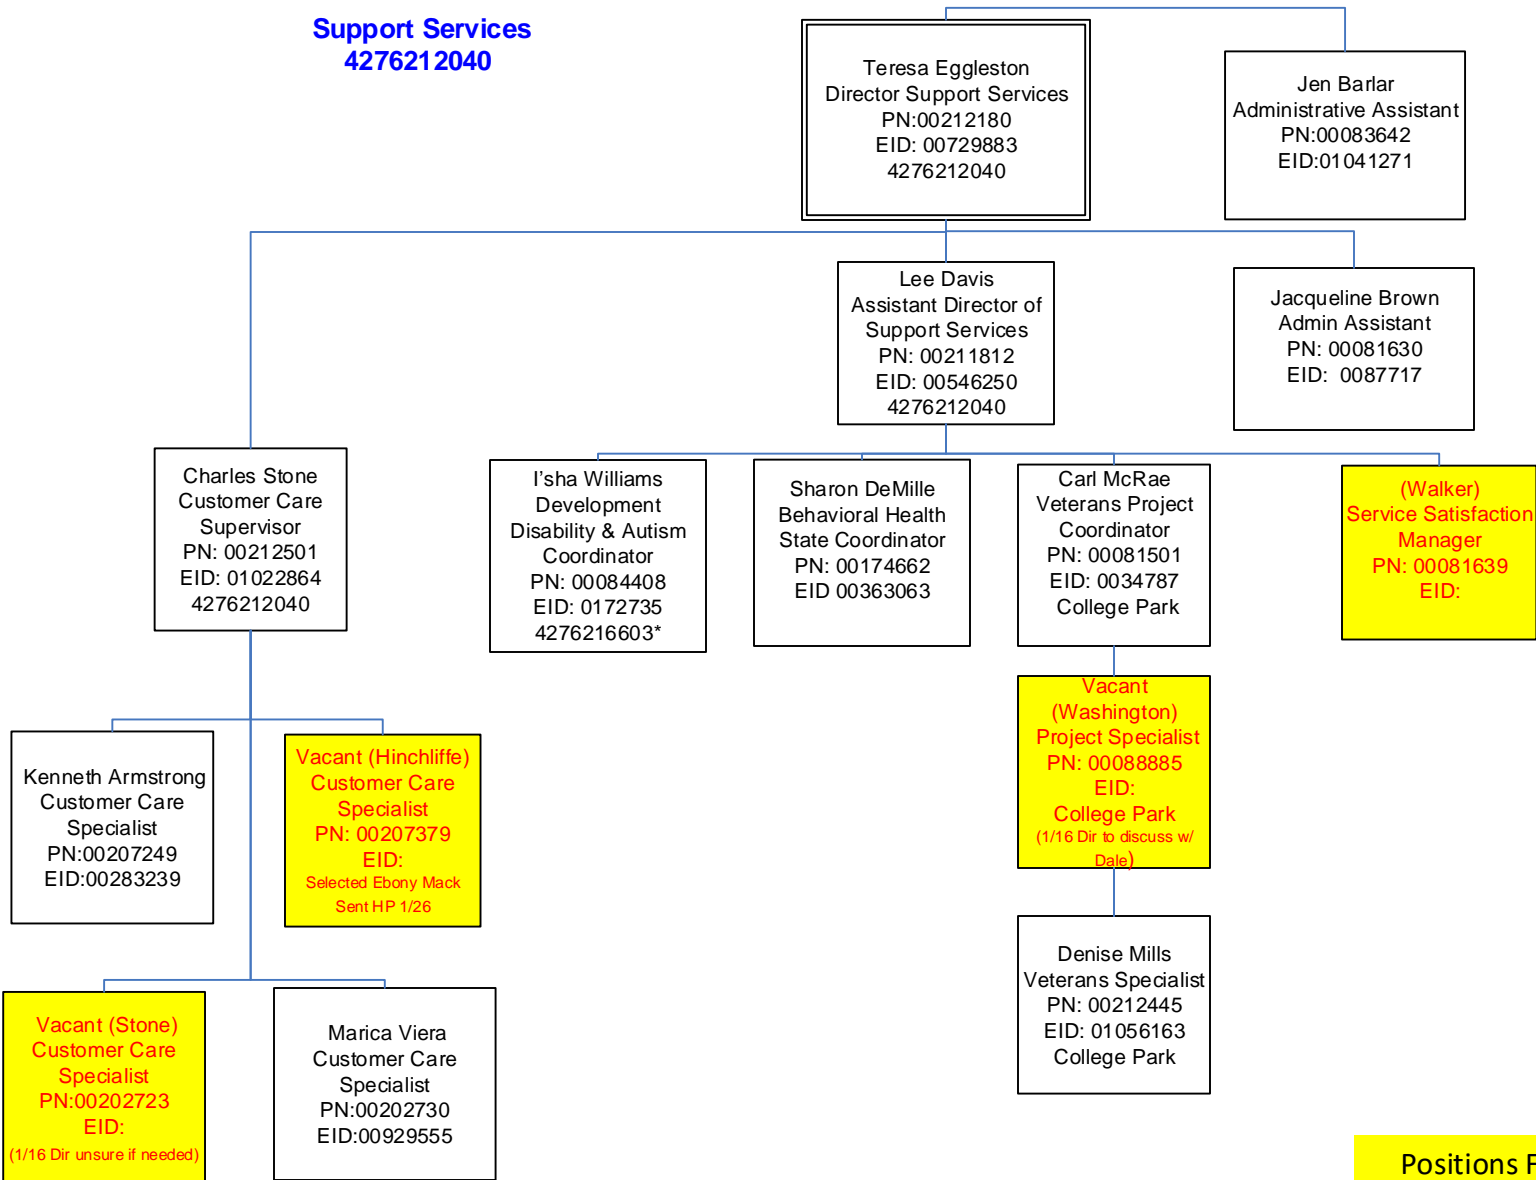 Support Services
4276212040
Teresa Eggleston
Director Support Services
PN:00212180
EID: 00729883
4276212040
Jen Barlar
Administrative Assistant
PN:00083642
EID:01041271
Lee Davis
Assistant Director of
Support Services
PN: 00211812
EID: 00546250
4276212040
Jacqueline Brown
Admin Assistant
PN: 00081630
EID: 0087717
Charles Stone
Customer Care
Supervisor
PN: 00212501
EID: 01022864
4276212040
I'sha Williams
Development
Disability & Autism
Coordinator
PN: 00084408
EID: 0172735
4276216603*
Sharon DeMille
Behavioral Health
State Coordinator
PN: 00174662
EID 00363063
Carl McRae
Veterans Project
Coordinator
PN: 00081501
EID: 0034787
College Park
(Walker)
Service Satisfaction
Manager
PN: 00081639
EID:
Vacant
(Washington)
Project Specialist
PN: 00088885
EID:
College Park
(1/16 Dir to discuss w/
Dale)
Kenneth Armstrong
Customer Care
Specialist
PN:00207249
EID:00283239
Vacant (Hinchliffe)
Customer Care
Specialist
PN: 00207379
EID:
Selected Ebony Mack
Sent HP 1/26
Denise Mills
Veterans Specialist
PN: 00212445
EID: 01056163
College Park
Vacant (Stone)
Customer Care
Specialist
PN:00202723
EID:
(1/16 Dir unsure if needed)
Marica Viera
Customer Care
Specialist
PN:00202730
EID:00929555
Positions